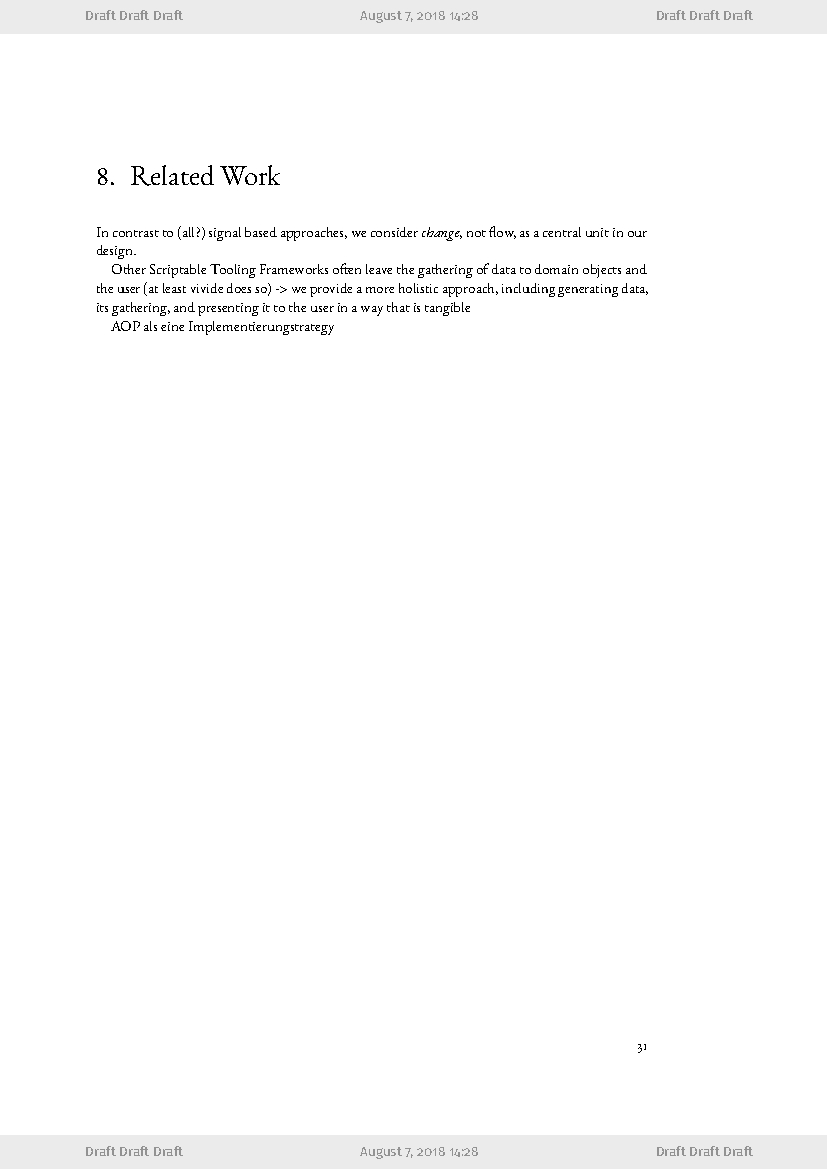 Draft Draft Draft August 7, 2018 14:28 Draft Draft Draft
8. Related Work
In contrast to (all?) signal based approaches, we consider change, not flow, as a central unit in our
design.
Other Scriptable Tooling Frameworks often leave the gathering of data to domain objects and
the user (at least vivide does so) -> we provide a more holistic approach, including generating data,
its gathering, and presenting it to the user in a way that is tangible
AOP als eine Implementierungstrategy
31
Draft Draft Draft August 7, 2018 14:28 Draft Draft Draft